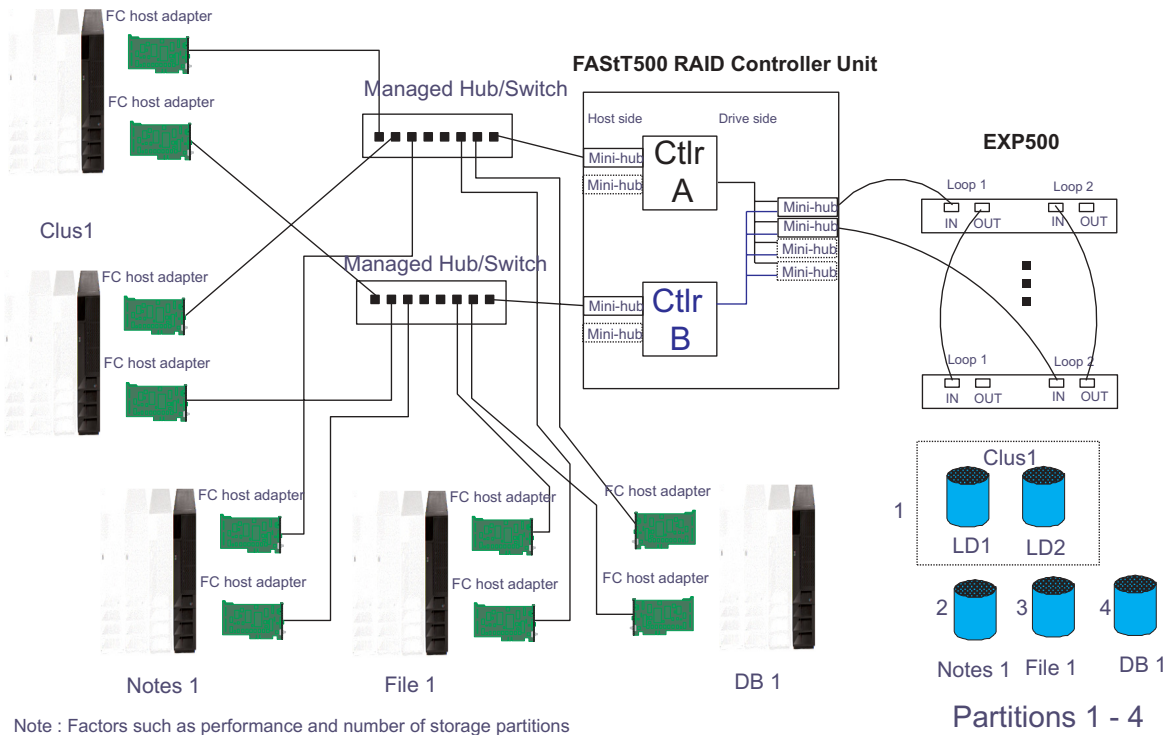 FC host adapter
FC host adapter
Clus1
FC host adapter
FC host adapter
Managed Hub/Switch
Managed Hub/Switch
FAStT500 RAID Controller Unit
Host side
Drive side
Mini-hub
Mini-hub
Ctlr
A
Mini-hub
Mini-hub
Mini-hub
Mini-hub
Mini-hub
Mini-hub
Ctlr
B
EXP500
Loop 1
Loop 2
IN
OUT
IN
OUT
Loop 1
Loop 2
IN
OUT
IN
OUT
FC host adapter
FC host adapter
Notes 1
FC host adapter
FC host adapter
File 1
FC host adapter
FC host adapter
DB 1
Clus1
1
LD1
LD2
2
3
4
Notes 1
File 1
DB 1
Partitions 1 - 4
Note : Factors such as performance and number of storage partitions